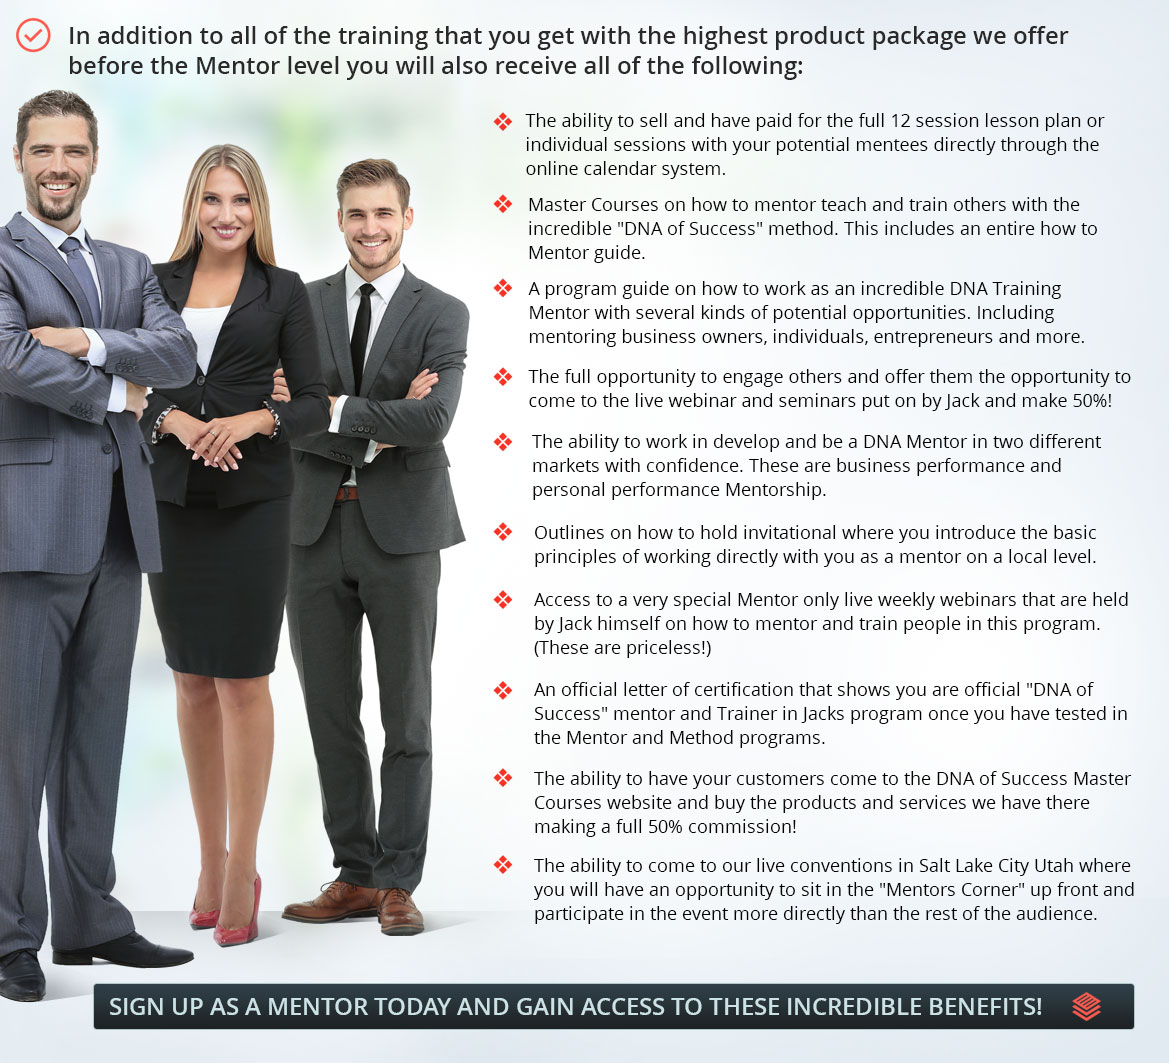 In addition to all of the training that you get with the highest product package we offer
before the Mentor level you will also receive all of the following:
The ability to sell and have paid for the full 12 session lesson plan or
individual sessions with your potential mentees directly through the
online calendar system.
Master Courses on how to mentor teach and train others with the
incredible "DNA of Success" method. This includes an entire how to
Mentor guide.
A program guide on how to work as an incredible DNA Training
Mentor with several kinds of potential opportunities. Including
mentoring business owners, individuals, entrepreneurs and more.
The full opportunity to engage others and offer them the opportunity to
come to the live webinar and seminars put on by Jack and make 50%!
The ability to work in develop and be a DNA Mentor in two different
markets with confidence. These are business performance and
personal performance Mentorship.
Outlines on how to hold invitational where you introduce the basic
principles of working directly with you as a mentor on a local level.
Access to a very special Mentor only live weekly webinars that are held
by Jack himself on how to mentor and train people in this program.
(These are priceless!)
An official letter of certification that shows you are official "DNA of
Success" mentor and Trainer in Jacks program once you have tested in
the Mentor and Method programs.
The ability to have your customers come to the DNA of Success Master
Courses website and buy the products and services we have there
making a full 50% commission!
The ability to come to our live conventions in Salt Lake City Utah where
you will have an opportunity to sit in the "Mentors Corner" up front and
participate in the event more directly than the rest of the audience.
SIGN UP AS A MENTOR TODAY AND GAIN ACCESS TO THESE INCREDIBLE BENEFITS!